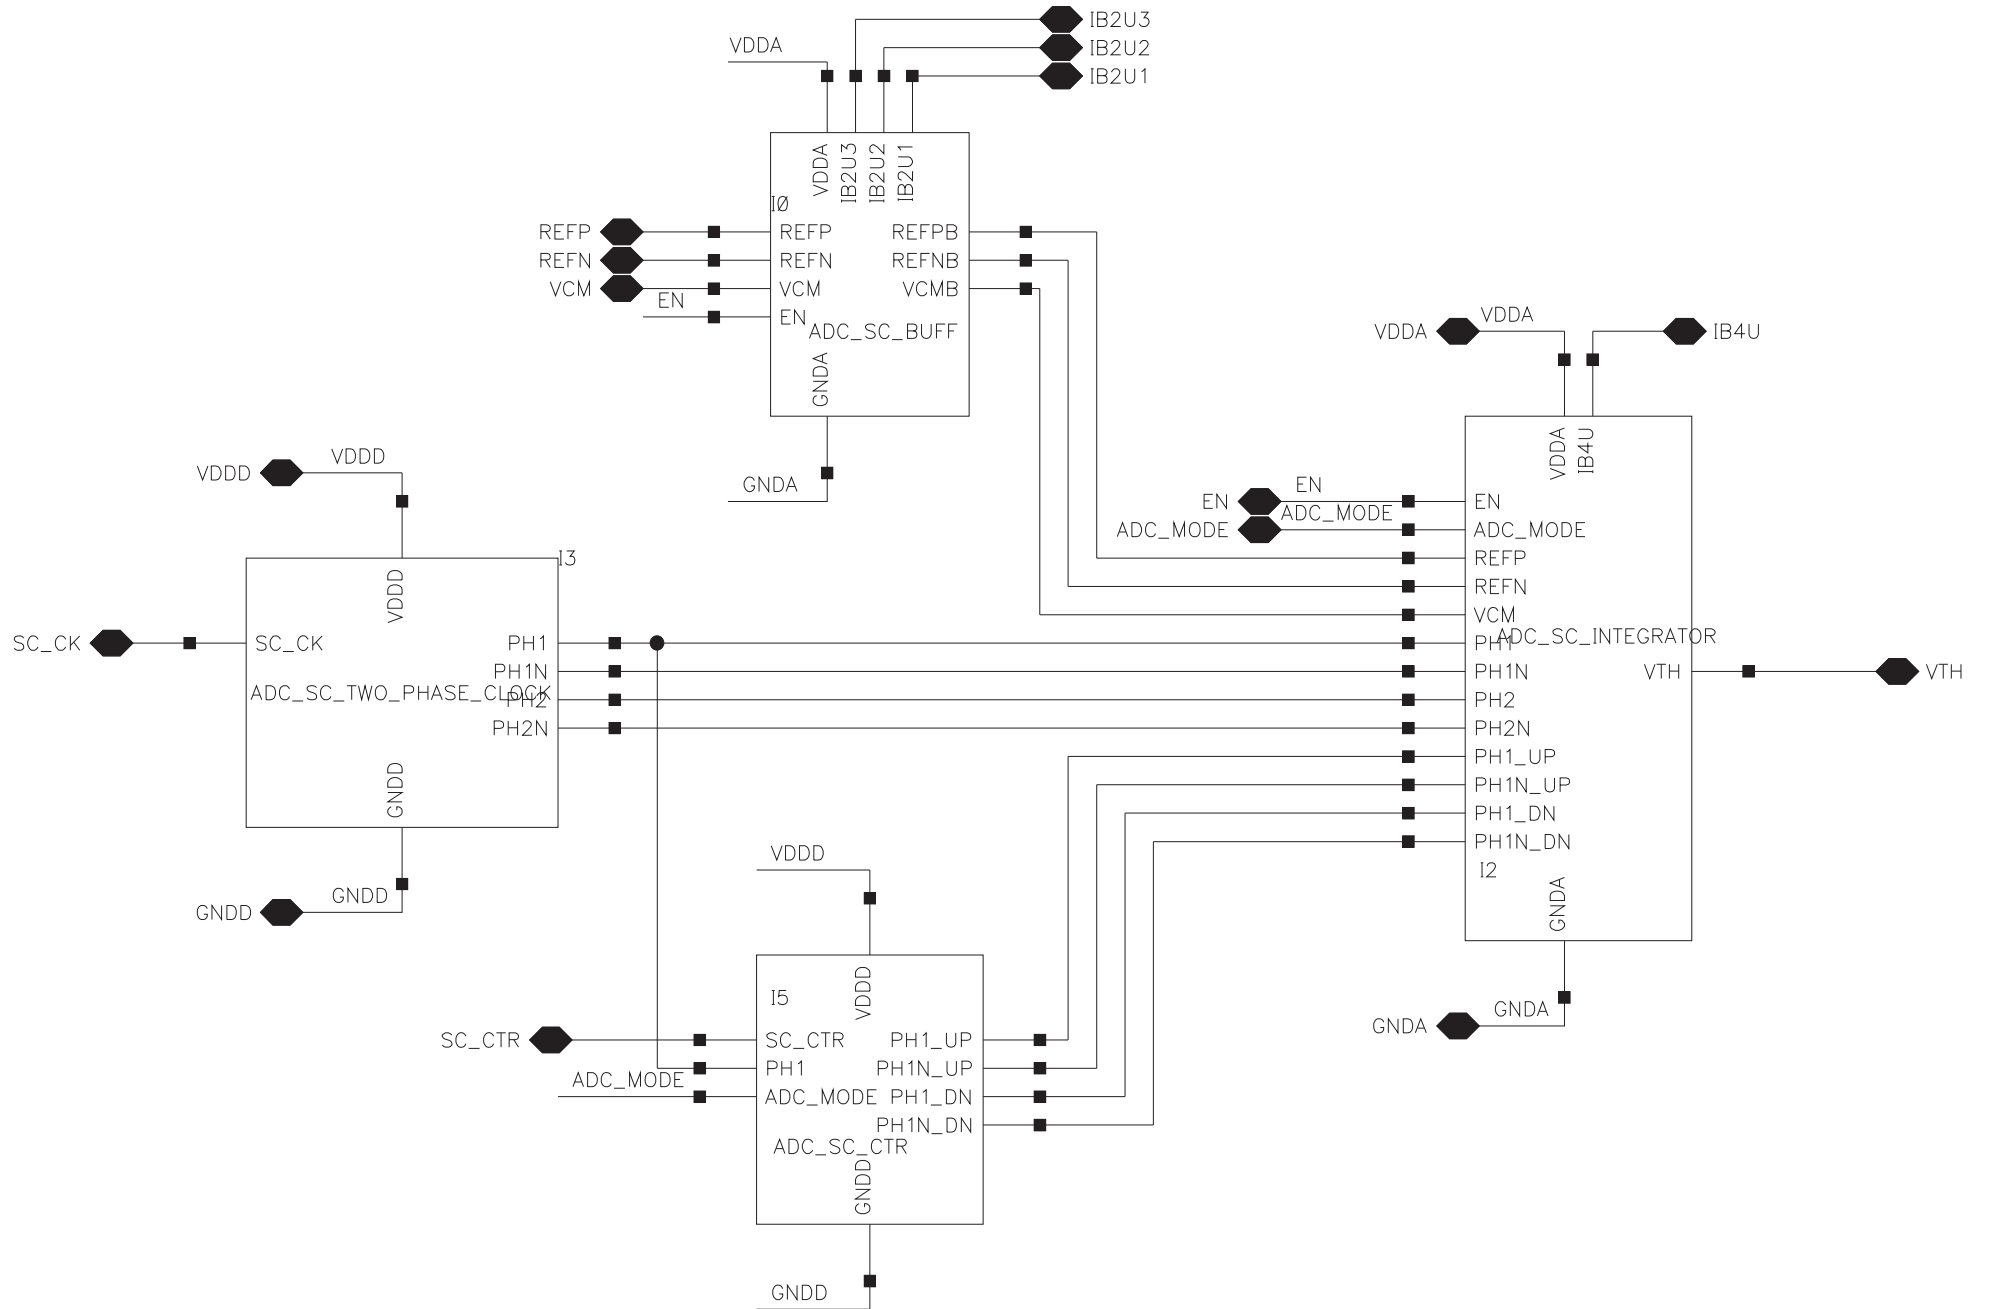 IB2U3
VDDA
IB2U2
IB2U1
VDDA
IB2U3
IB2U2
IB2U1
I0
REFP
REFP
REFPB
REFN
REFN
REFNB
VCM
VCM
VCMB
EN
EN
ADC_SC_BUFF
GNDA
GNDA
VDDA
VDDA
IB4U
VDDA
IB4U
EN
EN
EN
ADC_MODE
ADC_MODE
ADC_MODE
REFP
REFN
VCM
ADC_SC_INTEGRATOR
PH1
PH1N
VTH
VTH
PH2
PH2N
PH1_UP
PH1N_UP
PH1_DN
PH1N_DN
I2
GNDA
GNDA
GNDA
VDDD
VDDD
I3
VDDD
SC_CK
SC_CK
PH1
PH1N
ADC_SC_TWO_PHASE_CLOCK
PH2
PH2N
GNDD
GNDD
GNDD
VDDD
VDDD
I5
SC_CTR
SC_CTR
PH1_UP
PH1
PH1N_UP
ADC_MODE
ADC_MODE
PH1_DN
PH1N_DN
ADC_SC_CTR
GNDD
GNDD